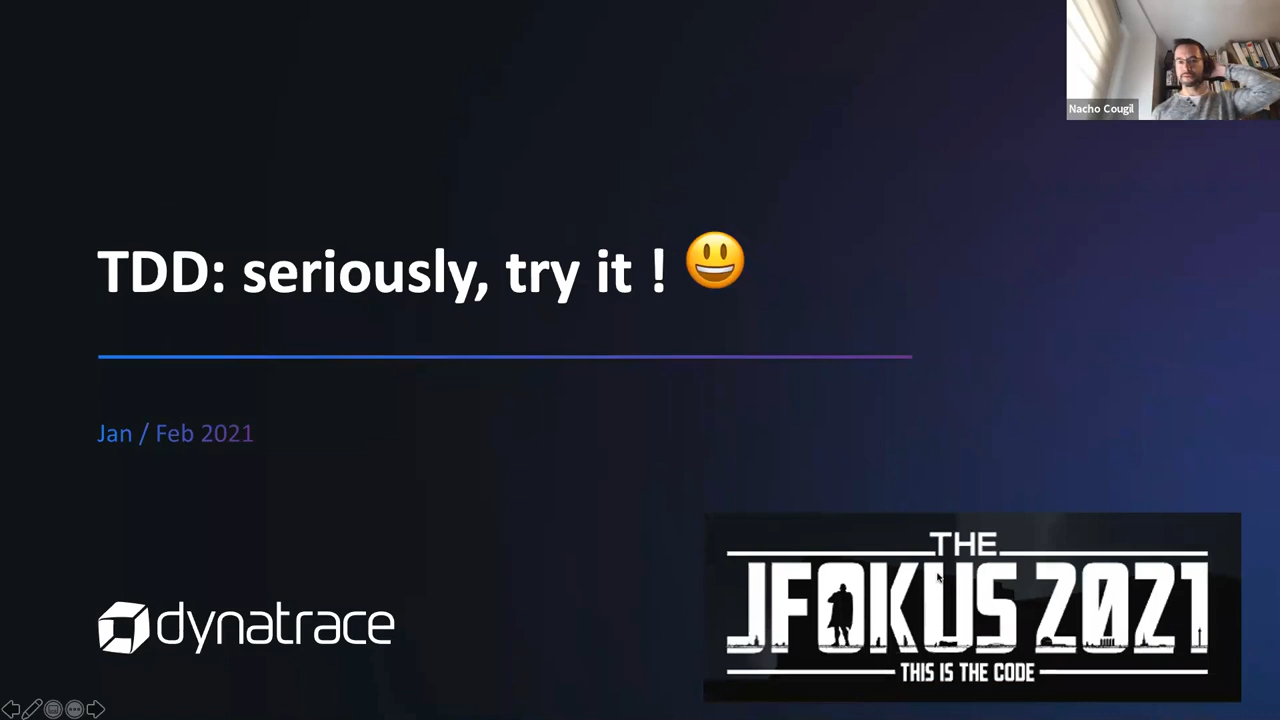 Nacho Cougil
TDD: seriously, try it ! 😃
Jan / Feb 2021
dynatrace
THE
JFOKUS 2021
THIS IS THE CODE